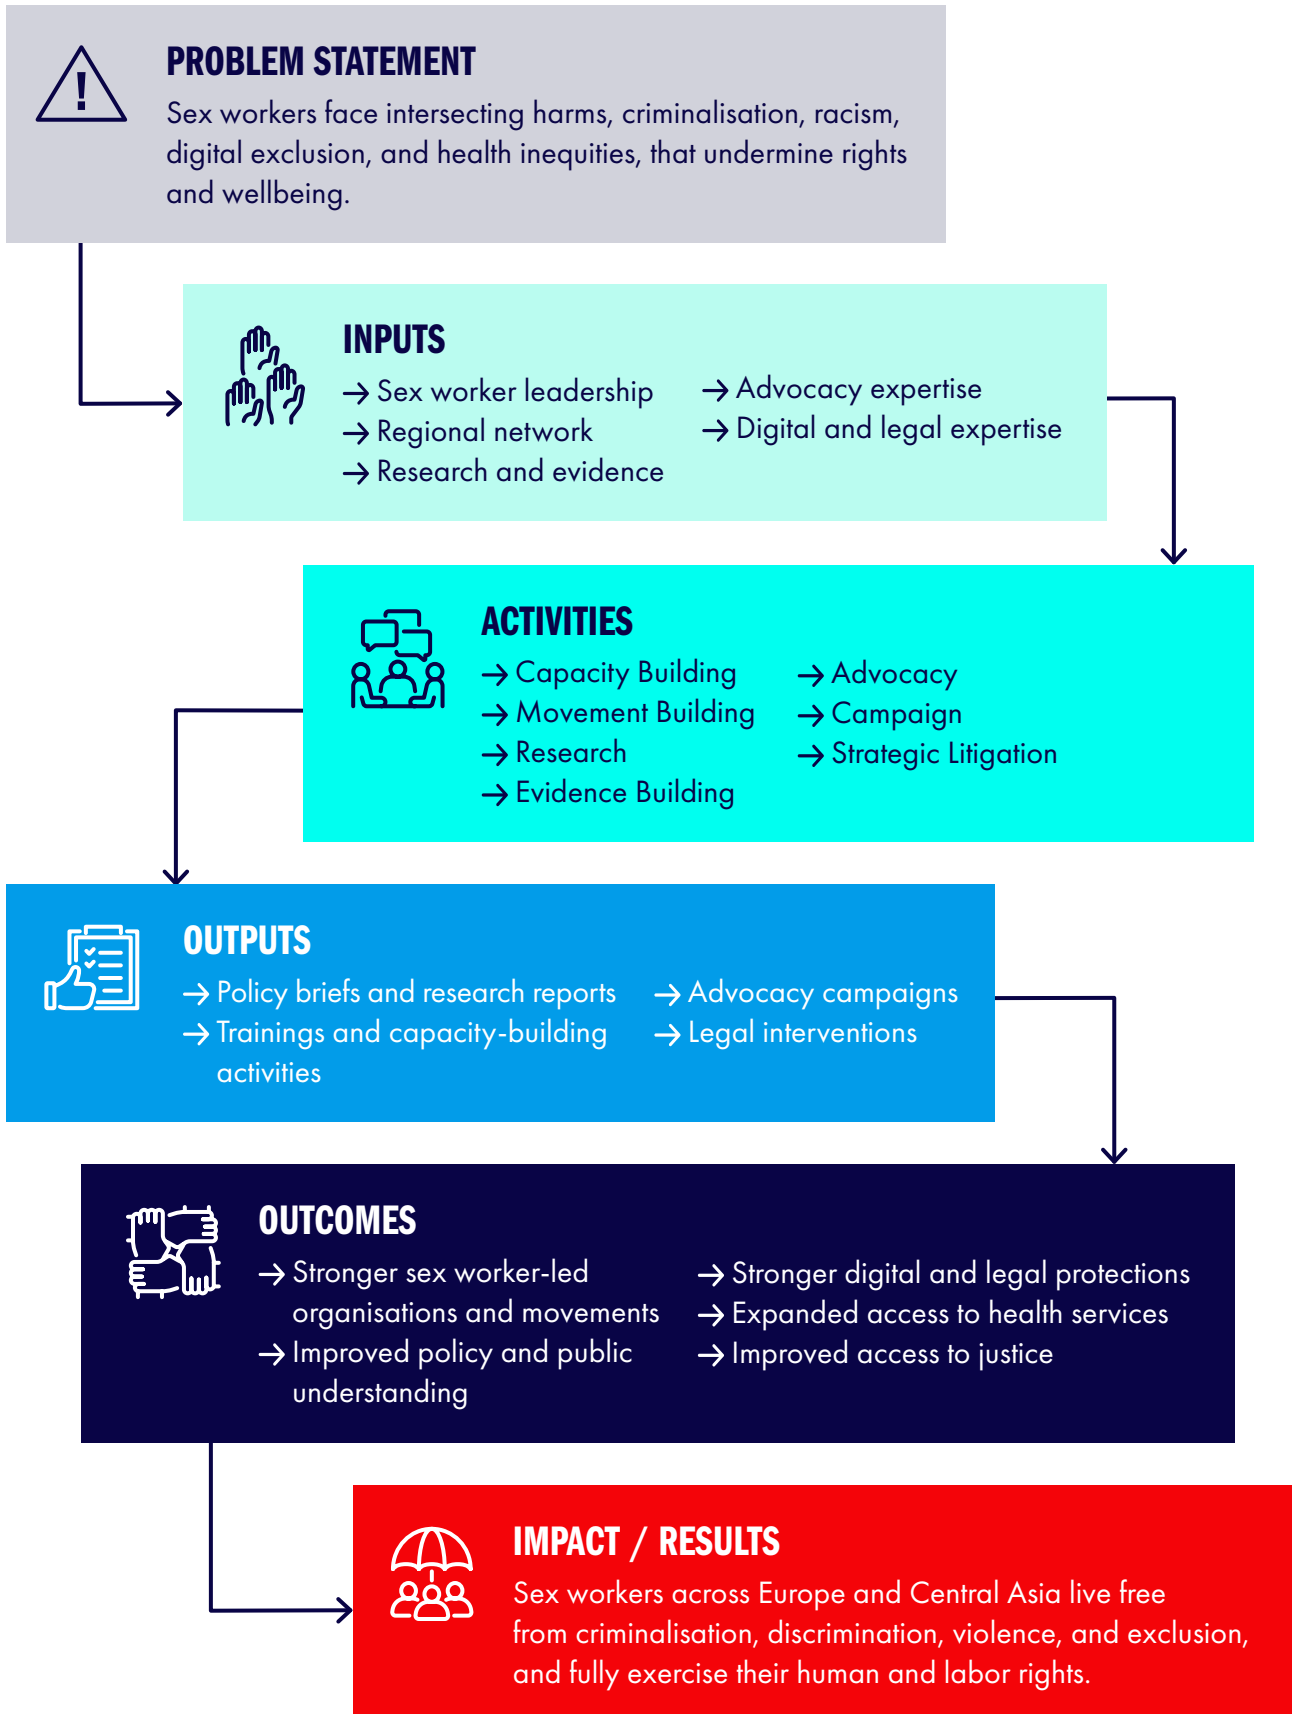 PROBLEM STATEMENT
Sex workers face intersecting harms, criminalisation, racism,
digital exclusion, and health inequities, that undermine rights
and wellbeing.
INPUTS
→ Sex worker leadership
→ Regional network
→ Research and evidence
→ Advocacy expertise
→ Digital and legal expertise
ACTIVITIES
→ Capacity Building
→ Movement Building
→ Research
→ Evidence Building
→ Advocacy
→ Campaign
→ Strategic Litigation
OUTPUTS
→ Policy briefs and research reports
→ Trainings and capacity-building
activities
→ Advocacy campaigns
→ Legal interventions
OUTCOMES
→ Stronger sex worker-led
organisations and movements
→ Improved policy and public
understanding
→ Stronger digital and legal protections
→ Expanded access to health services
→ Improved access to justice
IMPACT / RESULTS
Sex workers across Europe and Central Asia live free
from criminalisation, discrimination, violence, and exclusion,
and fully exercise their human and labor rights.